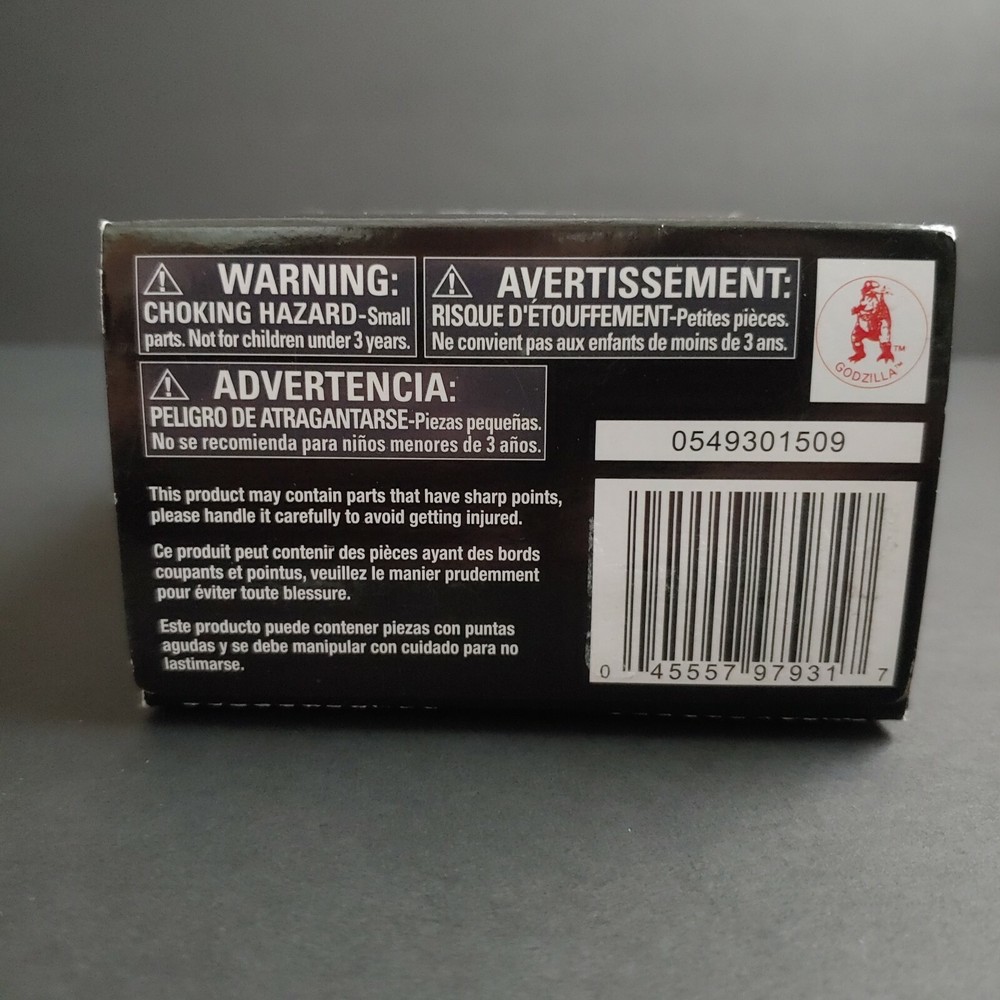 WARNING:
CHOKING HAZARD-Small
parts. Not for children under 3 years.
AVERTISSEMENT:
RISQUE D'ÉTOUFFEMENT-Petites pièces.
Ne convient pas aux enfants de moins de 3 ans.
ADVERTENCIA:
PELIGRO DE ATRAGANTARSE-Piezas pequeñas.
No se recomienda para niños menores de 3 años.
GODZILLA™
TM
0549301509
This product may contain parts that have sharp points,
please handle it carefully to avoid getting injured.
Ce produit peut contenir des pièces ayant des bords
coupants et pointus, veuillez le manier prudemment
pour éviter toute blessure.
Este producto puede contener piezas con puntas
agudas y se debe manipular con cuidado para no
lastimarse.
0 45557 97931 7